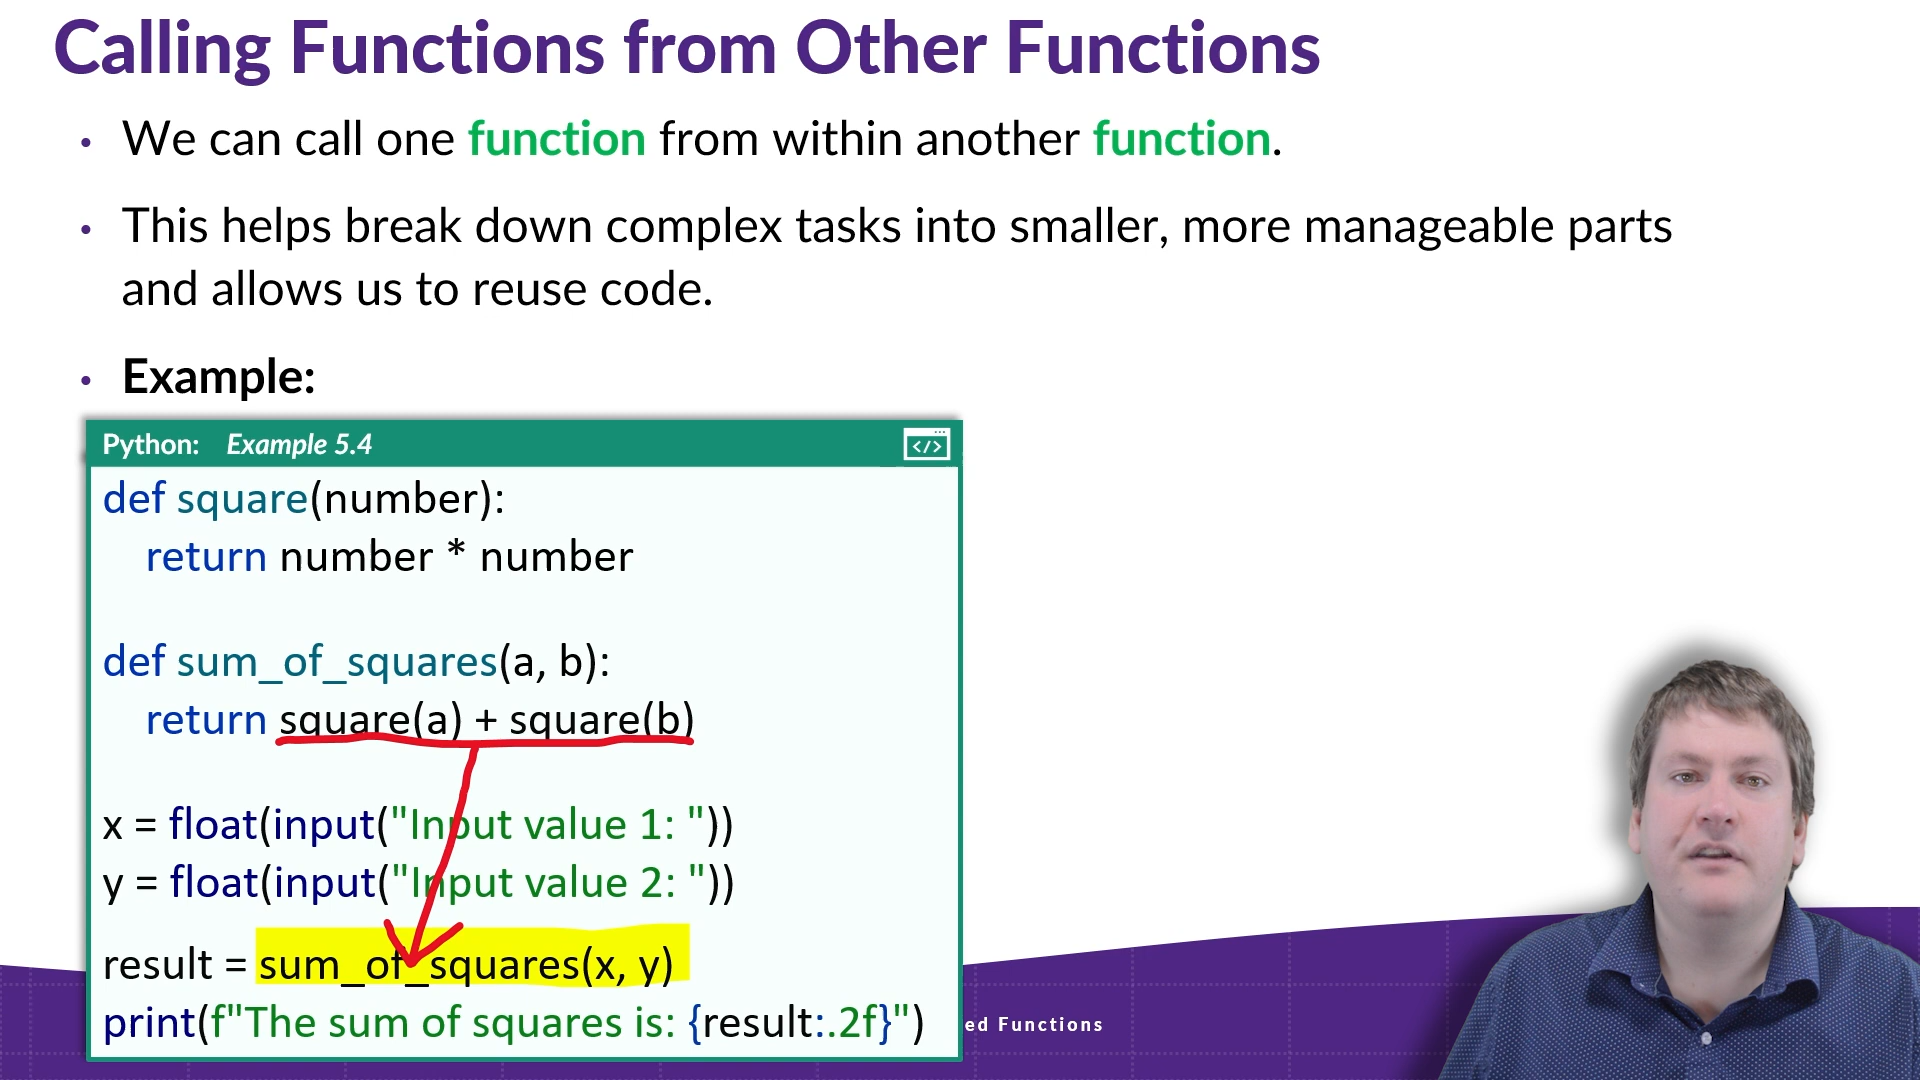 Calling Functions from Other Functions
• We can call one function from within another function.
• This helps break down complex tasks into smaller, more manageable parts
and allows us to reuse code.
• Example:
Python: Example 5.4
</>
def square(number):
return number * number
def sum_of_squares(a, b):
return square(a) + square(b)
x = float(input("Input value 1: "))
y = float(input("Input value 2: "))
result = sum_of_squares(x, y)
print(f"The sum of squares is: {result:.2f}")
ed Functions